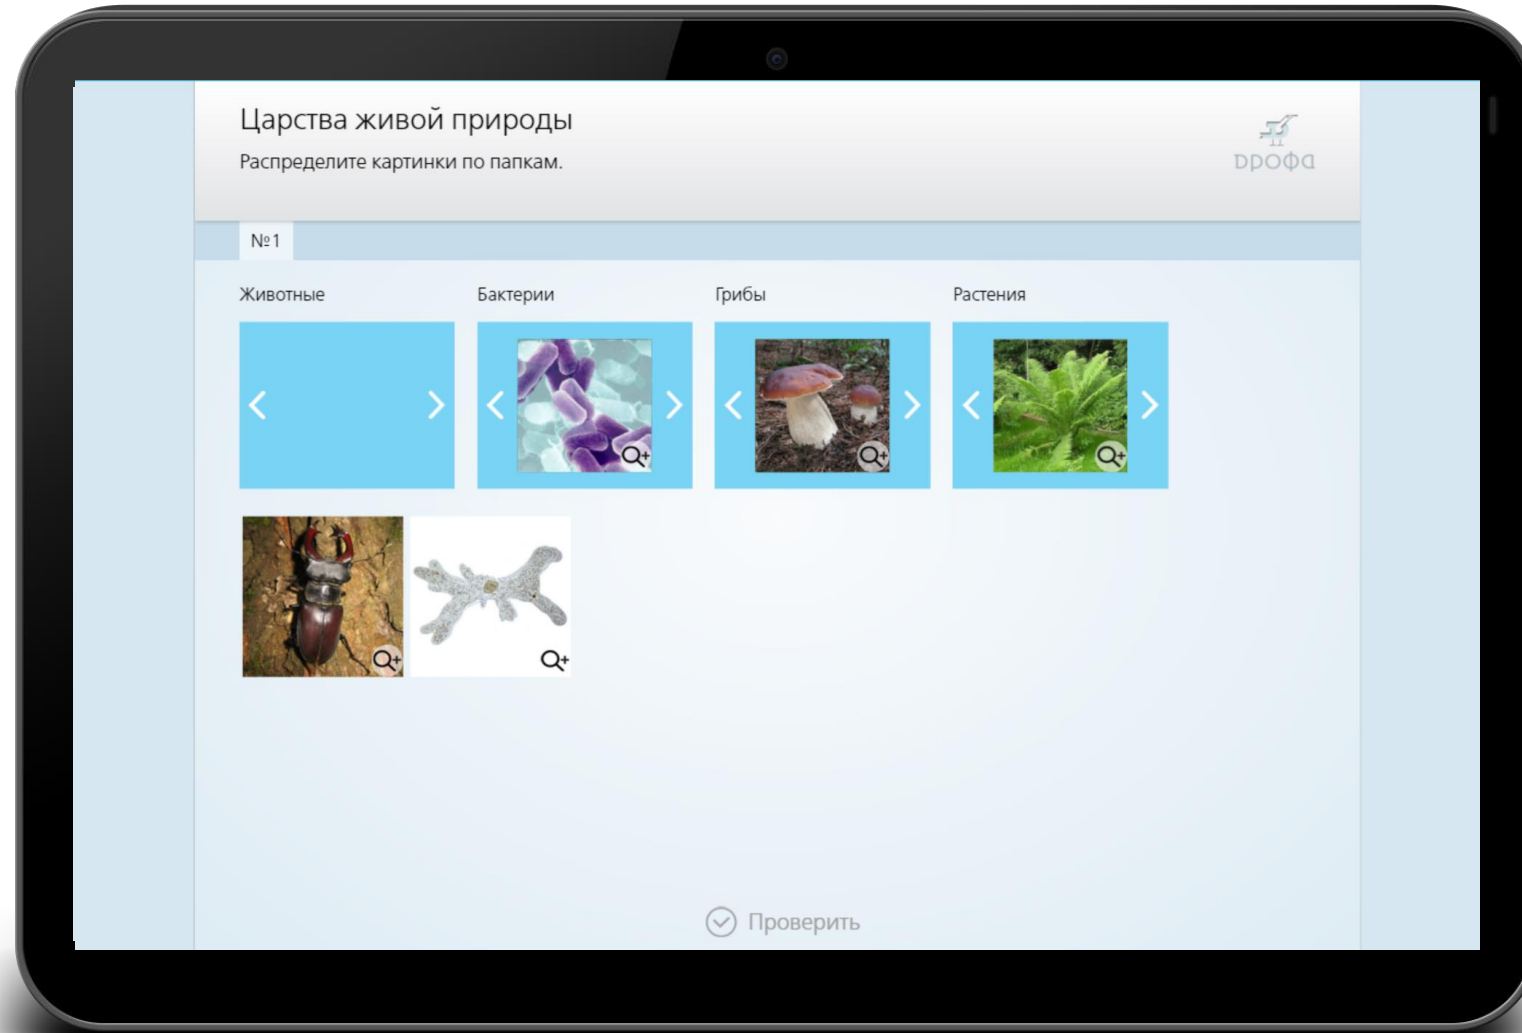 Царства живой природы
Распределите картинки по папкам.
дрофа
№1
Животные
Бактерии
Грибы
Растения
Проверить